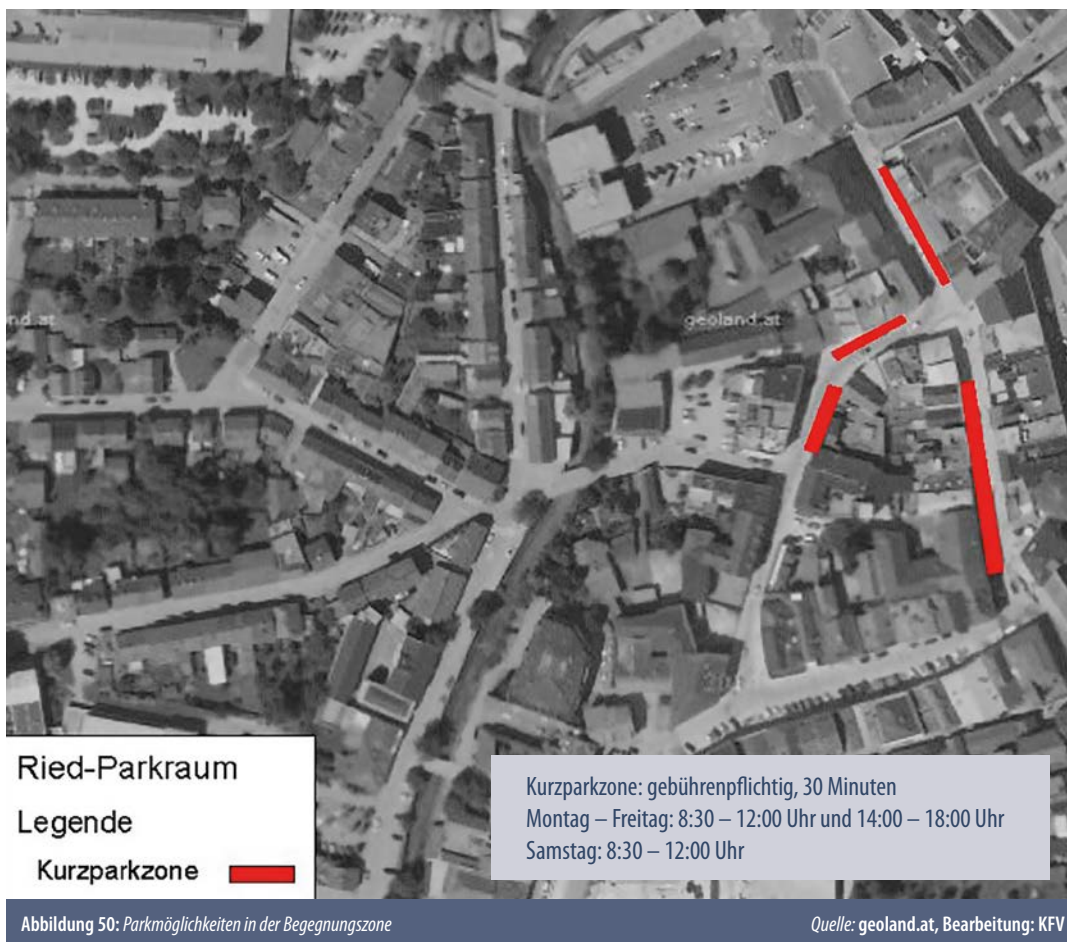 nd.at
geoland.at
Ried-Parkraum
Legende
Kurzparkzone
Kurzparkzone: gebührenpflichtig, 30 Minuten
Montag – Freitag: 8:30 – 12:00 Uhr und 14:00 – 18:00 Uhr
Samstag: 8:30 – 12:00 Uhr
Abbildung 50: Parkmöglichkeiten in der Begegnungszone
Quelle: geoland.at, Bearbeitung: KFV